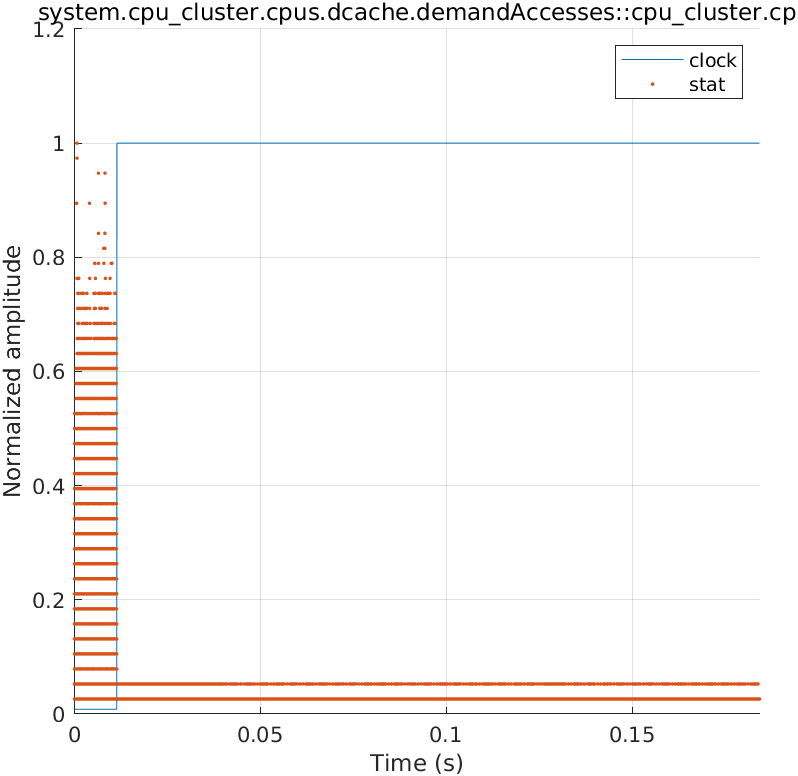 system.cpu_cluster.cpus.dcache.demandAccesses::cpu_cluster.cp
1.2
1
0.8
0.6
0.4
0.2
0
Normalized amplitude
clock
stat
0
0.05
0.1
0.15
Time (s)